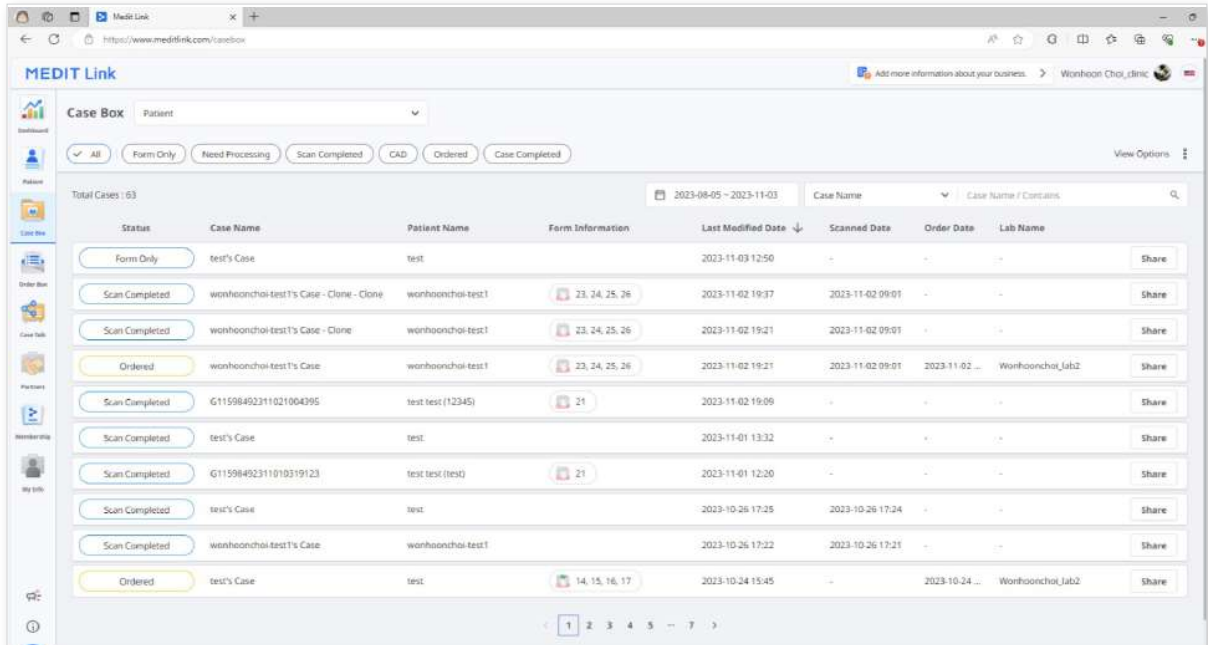 Medit Link
https://www.meditlink.com/casebox
MEDIT Link
Add more information about your business. > Wonhoon Choi_clinic
Dashboard
Patient
Case Box
Order Box
Case Talk
Partners
Membership
My Info
Case Box Patient
All Form Only Need Processing Scan Completed CAD Ordered Case Completed View Options
Total Cases : 63 2023-08-05 ~ 2023-11-03 Case Name Case Name / Contains
Status Case Name Patient Name Form Information Last Modified Date Scanned Date Order Date Lab Name
Form Only test's Case test 2023-11-03 12:50 - - - Share
Scan Completed wonhoonchoi-test1's Case - Clone - Clone wonhoonchoi-test1 23, 24, 25, 26 2023-11-02 19:37 2023-11-02 09:01 - - Share
Scan Completed wonhoonchoi-test1's Case - Clone wonhoonchoi-test1 23, 24, 25, 26 2023-11-02 19:21 2023-11-02 09:01 - - Share
Ordered wonhoonchoi-test1's Case wonhoonchoi-test1 23, 24, 25, 26 2023-11-02 19:21 2023-11-02 09:01 2023-11-02 ... Wonhoonchoi_lab2 Share
Scan Completed G11598492311021004395 test test (12345) 21 2023-11-02 19:09 - - - Share
Scan Completed test's Case test 2023-11-01 13:32 - - - Share
Scan Completed G11598492311010319123 test test (test) 21 2023-11-01 12:20 - - - Share
Scan Completed test's Case test 2023-10-26 17:25 2023-10-26 17:24 - - Share
Scan Completed wonhoonchoi-test1's Case wonhoonchoi-test1 2023-10-26 17:22 2023-10-26 17:21 - - Share
Ordered test's Case test 14, 15, 16, 17 2023-10-24 15:45 - 2023-10-24 ... Wonhoonchoi_lab2 Share
< 1 2 3 4 5 ··· 7 >